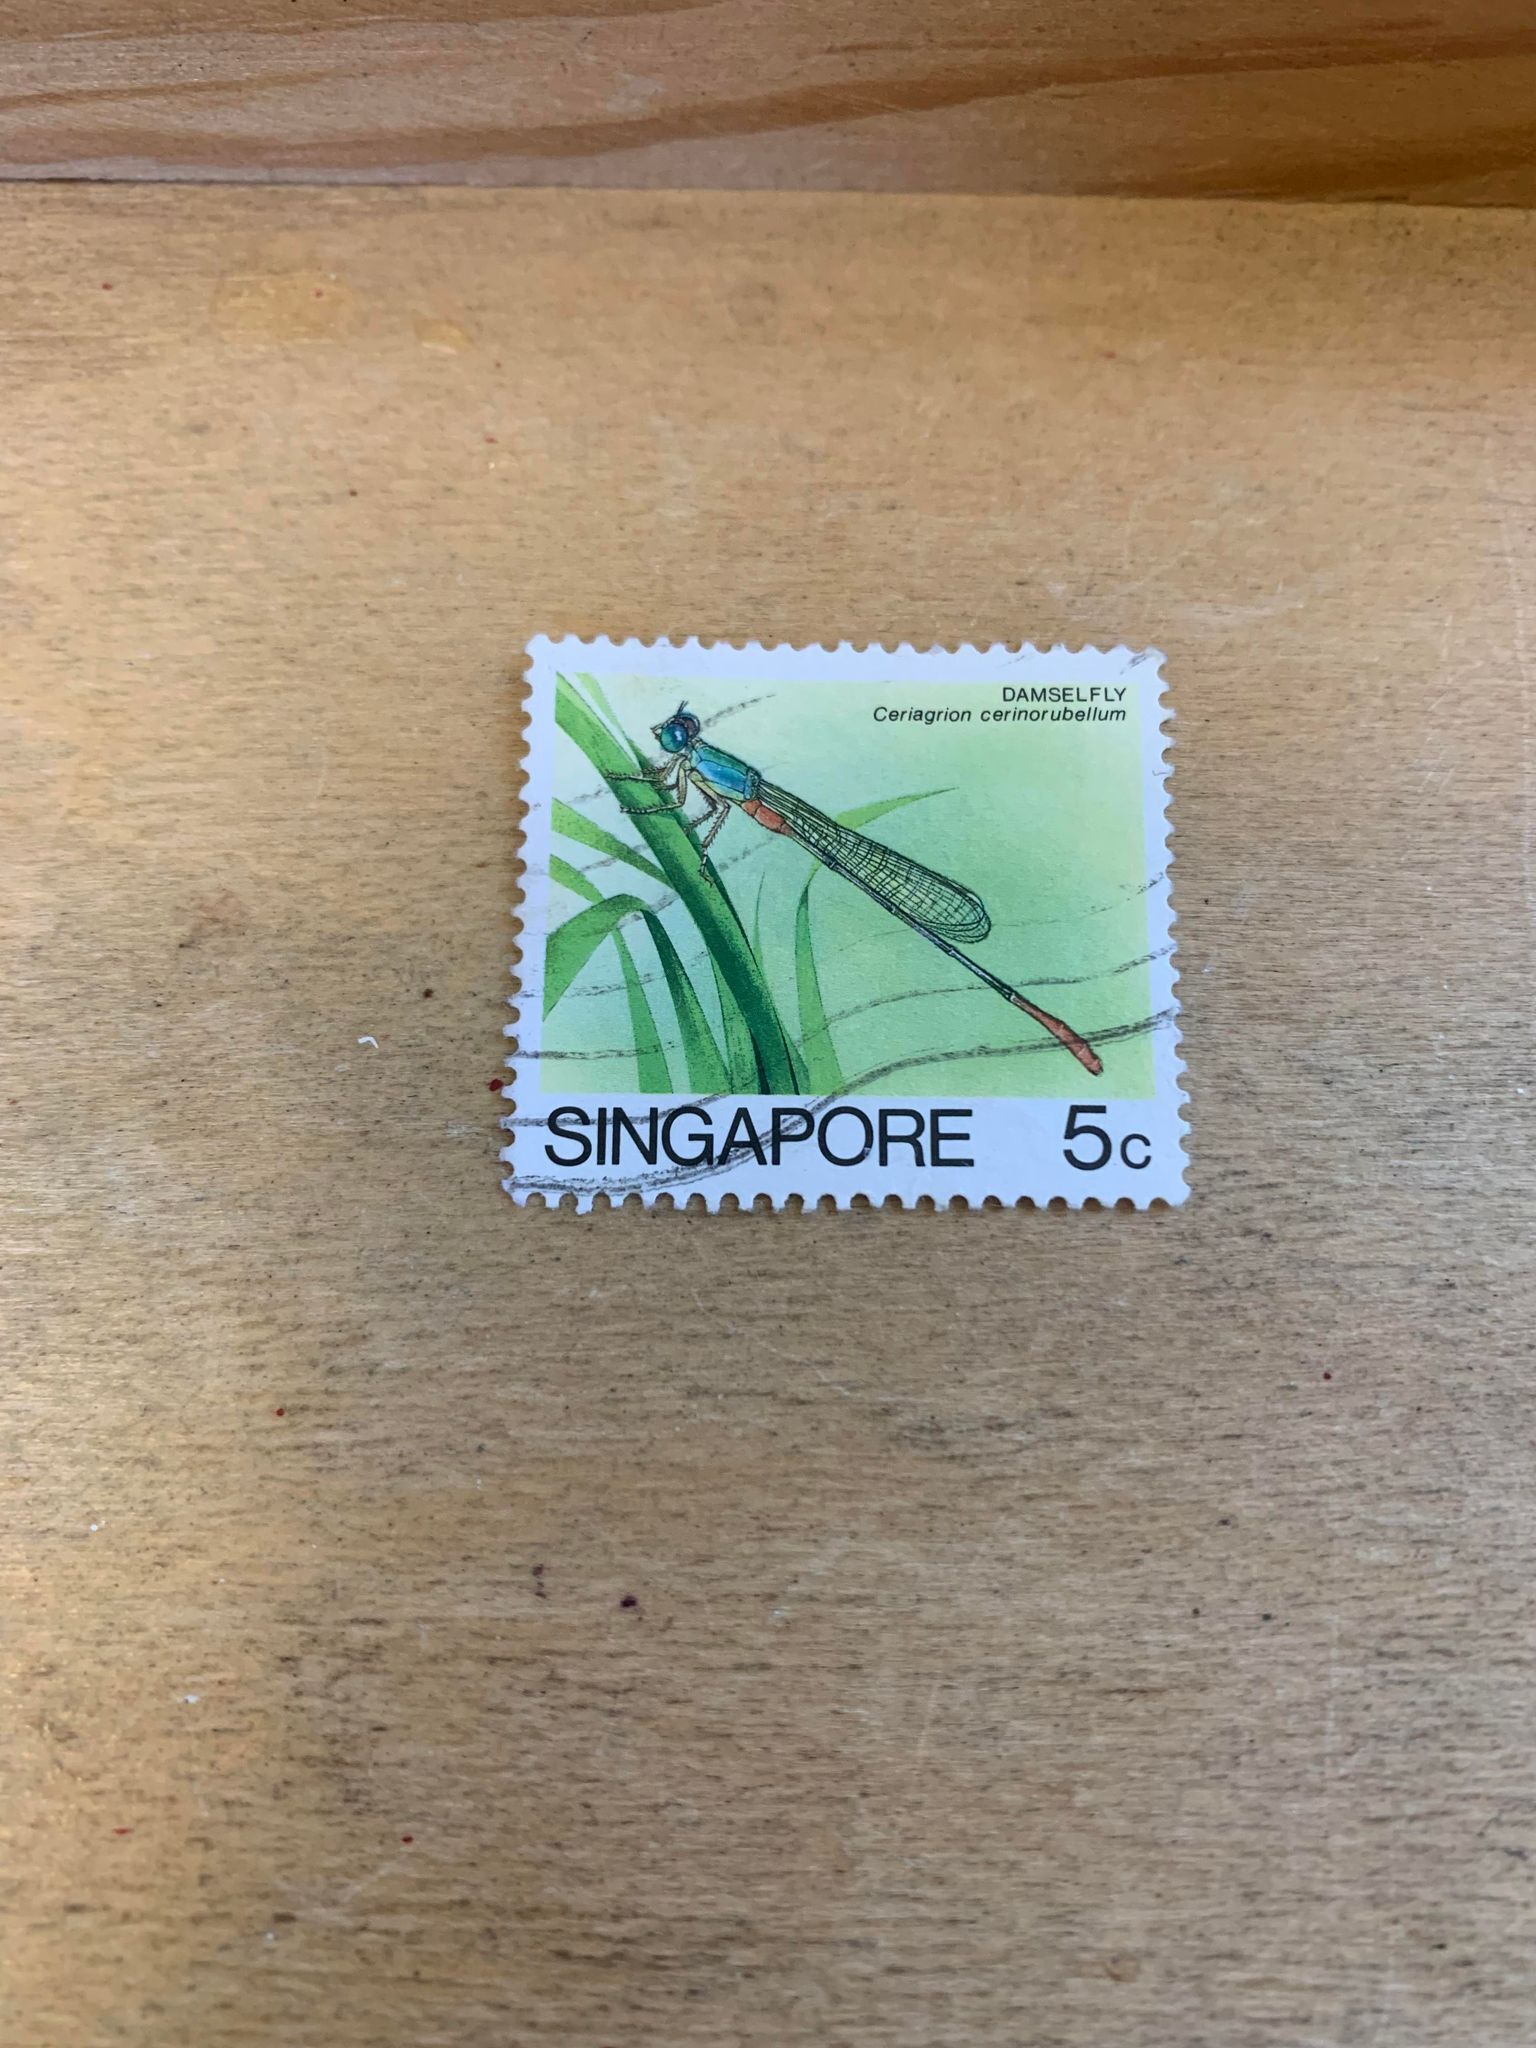 DAMSELFLY
Ceriagrion cerinorubellum
SINGAPORE 5c